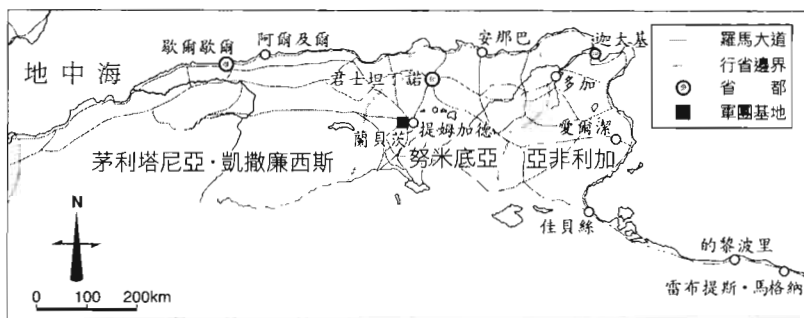 地中海
歇爾歇爾
阿爾及爾
安那巴
迦太基
君士坦丁諾
多加
蘭貝茨
提姆加德
愛爾潔
茅利塔尼亞·凱撒廉西斯
努米底亞
亞非利加
佳貝絲
的黎波里
雷布提斯·馬格納
羅馬大道
行省邊界
省都
軍團基地
N
0 100 200km